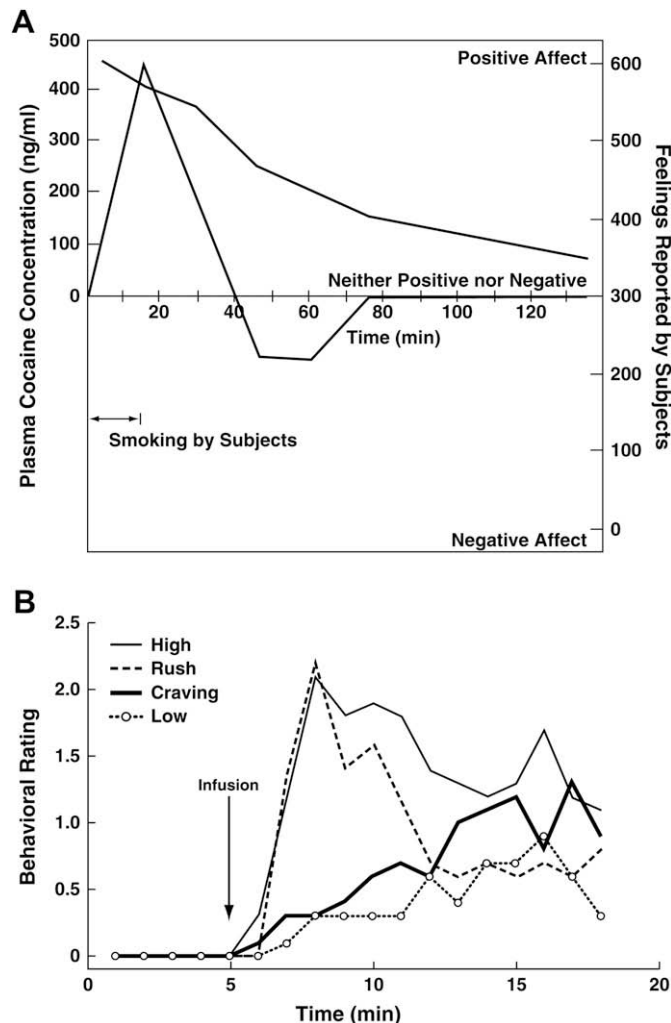 A
500
400
300
200
100
0
Plasma Cocaine Concentration (ng/ml)
Positive Affect
Neither Positive nor Negative
20 40 60 80 100 120
Time (min)
Smoking by Subjects
Negative Affect
600
500
400
300
200
100
0
Feelings Reported by Subjects
B
2.5
2.0
1.5
1.0
0.5
0
Behavioral Rating
High
Rush
Craving
Low
Infusion
0 5 10 15 20
Time (min)